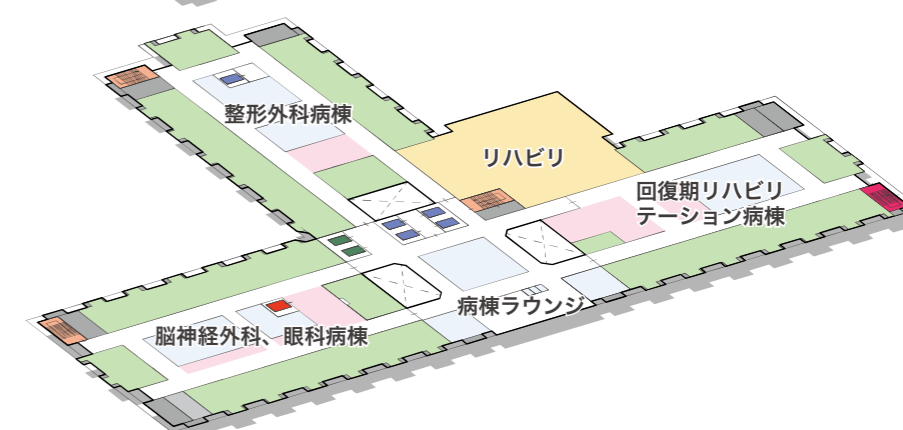 整形外科病棟
リハビリ
回復期リハビリ
テーション病棟
病棟ラウンジ
脳神経外科、眼科病棟